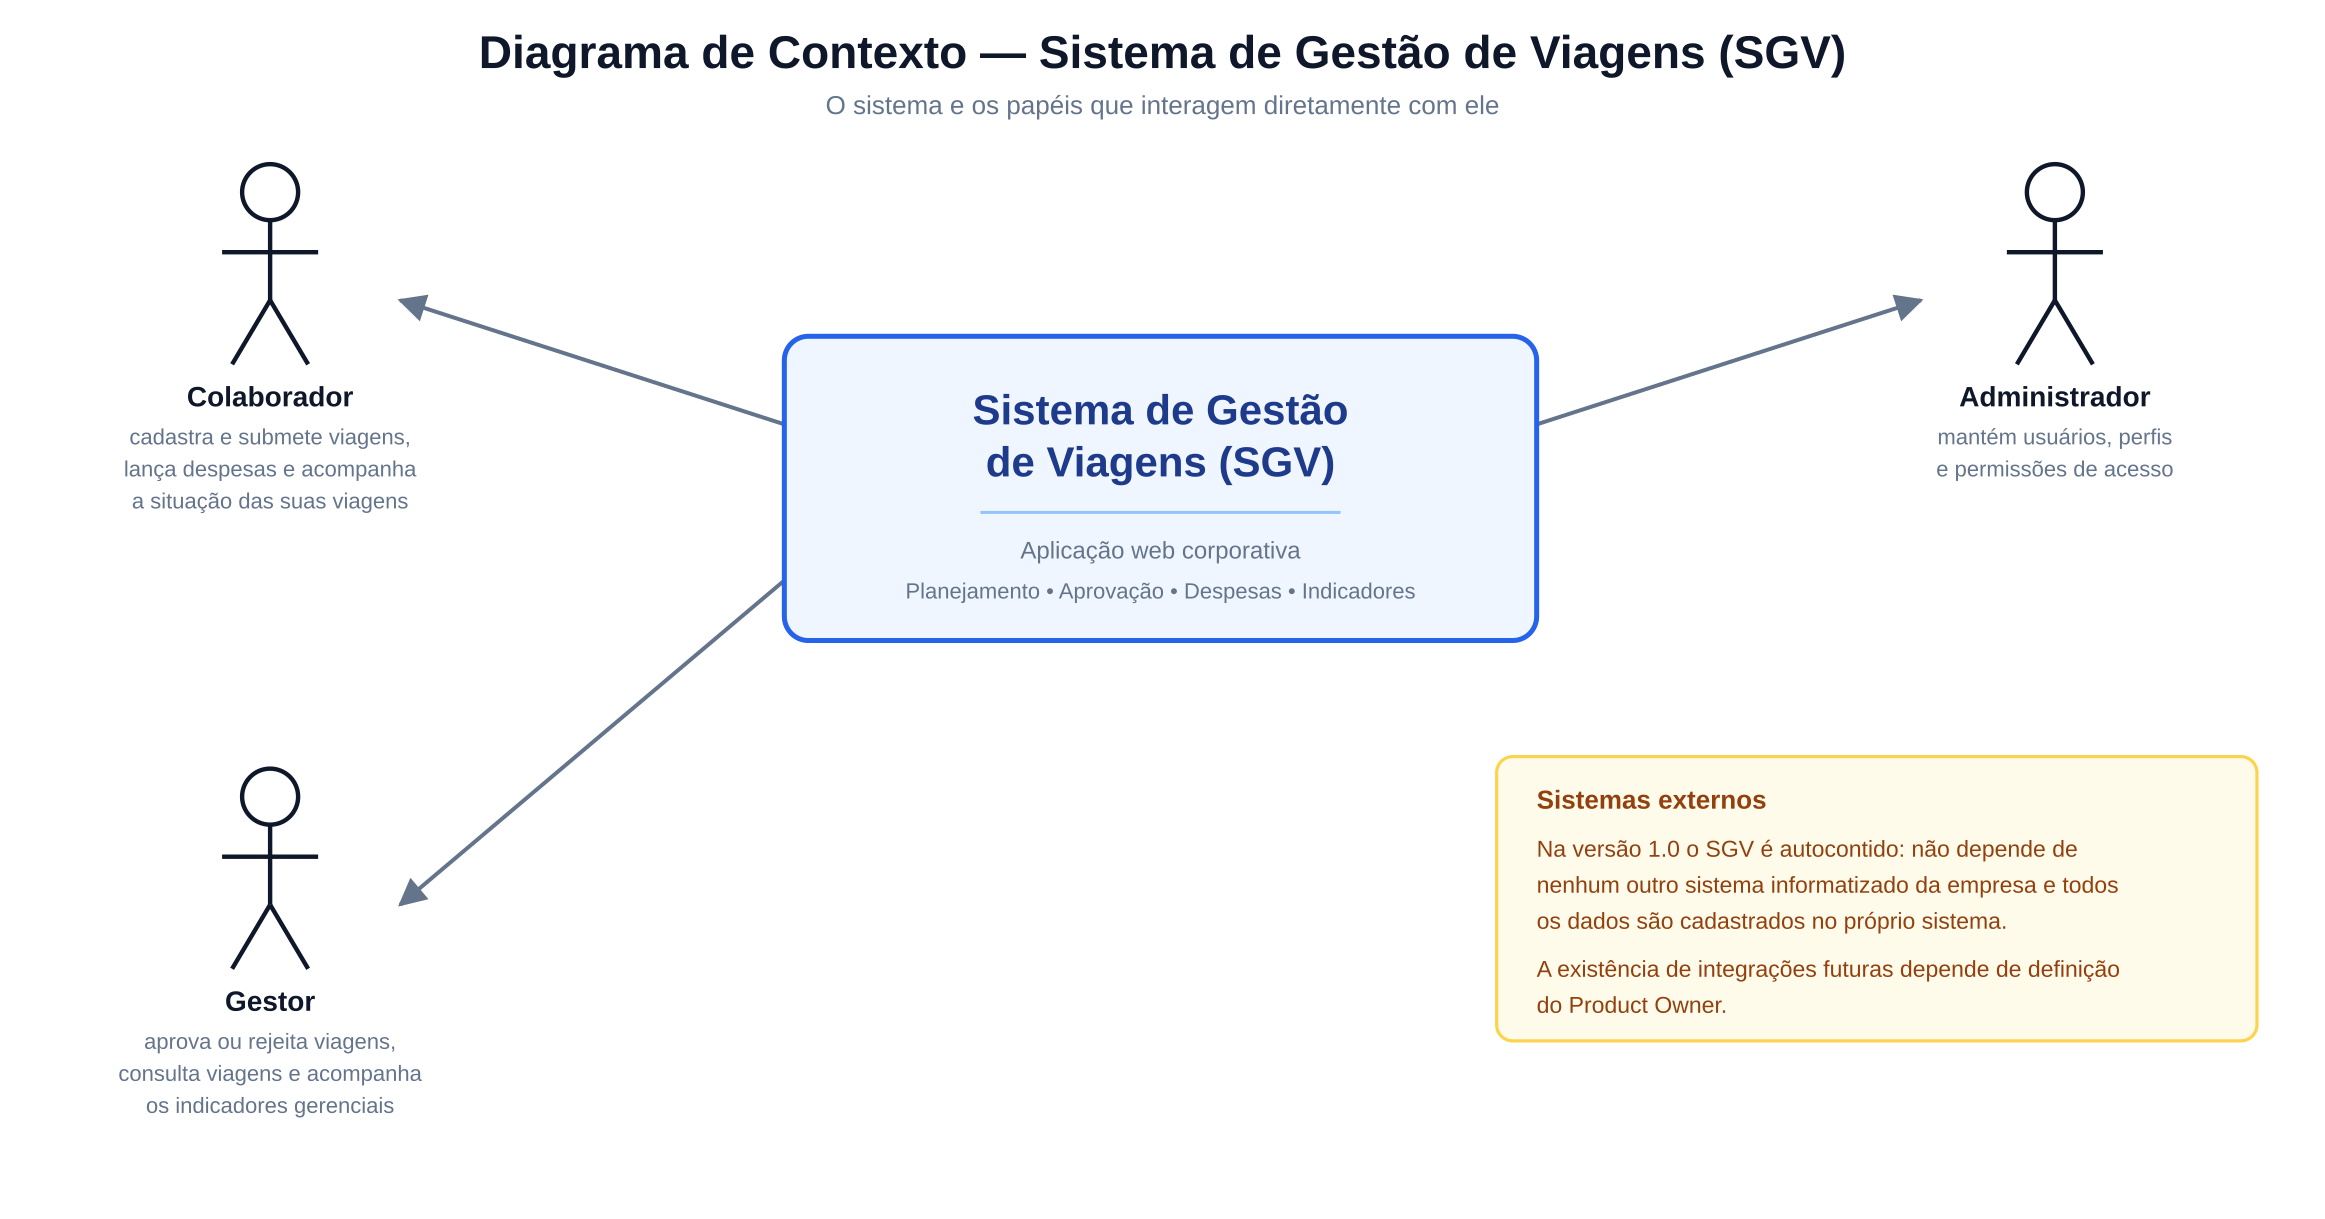 Diagrama de Contexto — Sistema de Gestão de Viagens (SGV)
O sistema e os papéis que interagem diretamente com ele
Colaborador
cadastra e submete viagens,
lança despesas e acompanha
a situação das suas viagens
Sistema de Gestão
de Viagens (SGV)
Aplicação web corporativa
Planejamento • Aprovação • Despesas • Indicadores
Administrador
mantém usuários, perfis
e permissões de acesso
Gestor
aprova ou rejeita viagens,
consulta viagens e acompanha
os indicadores gerenciais
Sistemas externos
Na versão 1.0 o SGV é autocontido: não depende de
nenhum outro sistema informatizado da empresa e todos
os dados são cadastrados no próprio sistema.
A existência de integrações futuras depende de definição
do Product Owner.